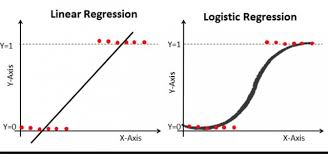 Linear Regression
Y=1
Y-Axis
Y=0
X-Axis
Logistic Regression
Y=1
Y-Axis
Y=0
X-Axis